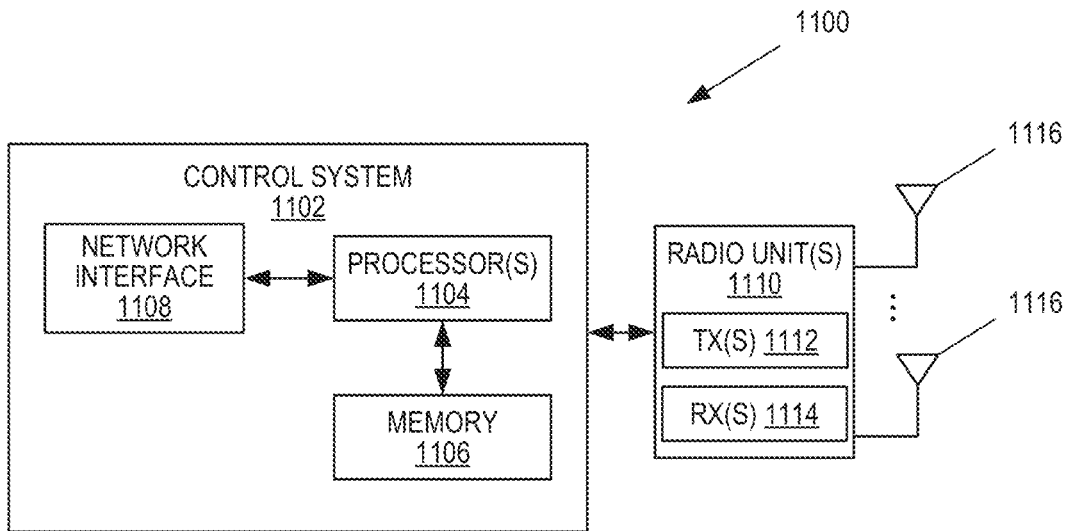 1100
1116
CONTROL SYSTEM
1102
NETWORK
INTERFACE
1108
PROCESSOR(S)
1104
MEMORY
1106
RADIO UNIT(S)
1110
TX(S) 1112
RX(S) 1114
1116